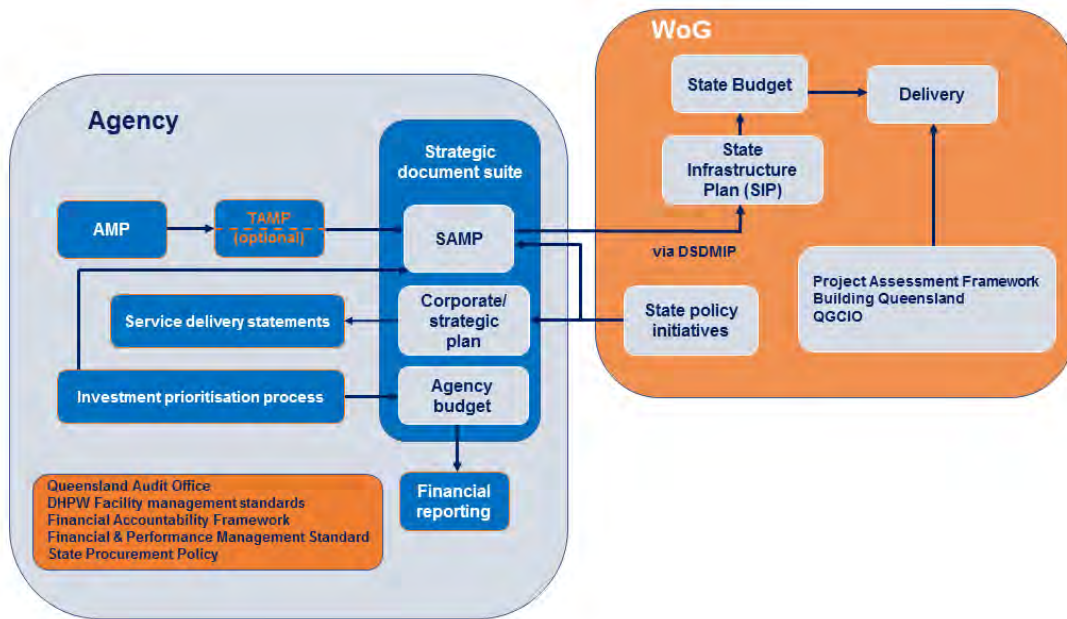 Agency
Strategic
document suite
AMP
TAMP
(optional)
SAMP
Service delivery statements
Corporate/
strategic
plan
Investment prioritisation process
Agency
budget
Queensland Audit Office
DHPW Facility management standards
Financial Accountability Framework
Financial & Performance Management Standard
State Procurement Policy
Financial
reporting
WoG
State Budget
Delivery
State
Infrastructure
Plan (SIP)
via DSDMIP
State policy
initiatives
Project Assessment Framework
Building Queensland
QGCIO